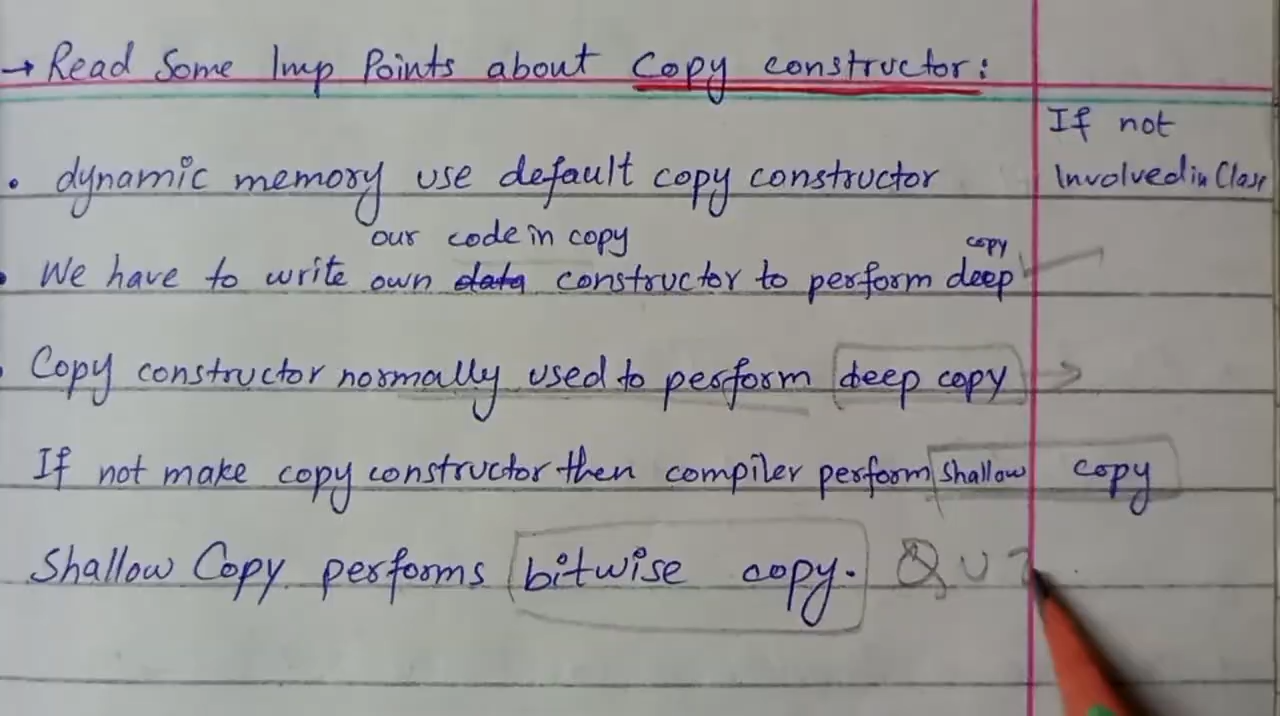 → Read Some Imp Points about Copy constructor:
If not
• dynamic memory use default copy constructor Involved in Class
our code in copy copy
• We have to write own data constructor to perform deep
• Copy constructor normally used to perform deep copy →
If not make copy constructor then compiler perform shallow copy
Shallow Copy performs bitwise copy.